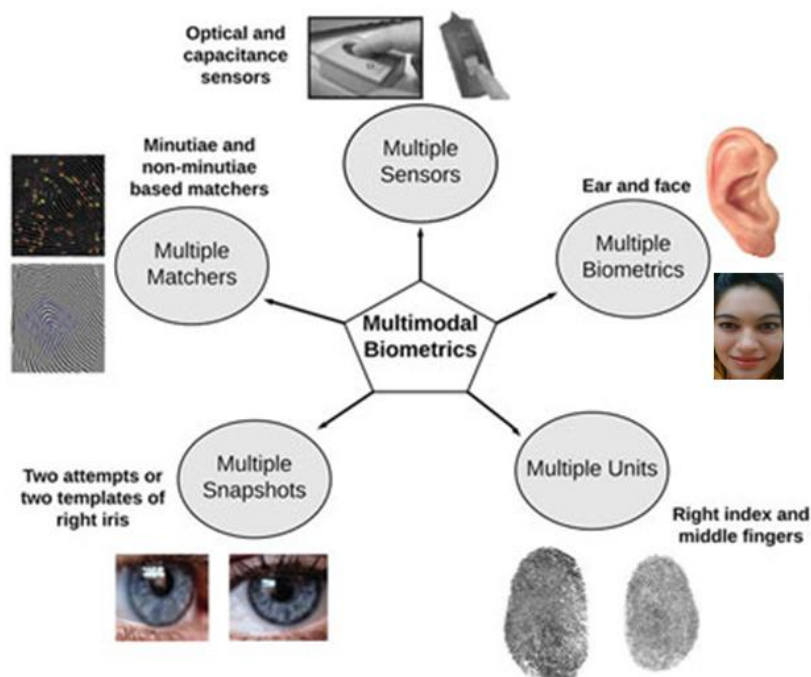 Optical and
capacitance
sensors
Multiple
Sensors
Minutiae and
non-minutiae
based matchers
Multiple
Matchers
Ear and face
Multiple
Biometrics
Multimodal
Biometrics
Two attempts or
two templates of
right iris
Multiple
Snapshots
Multiple Units
Right index and
middle fingers